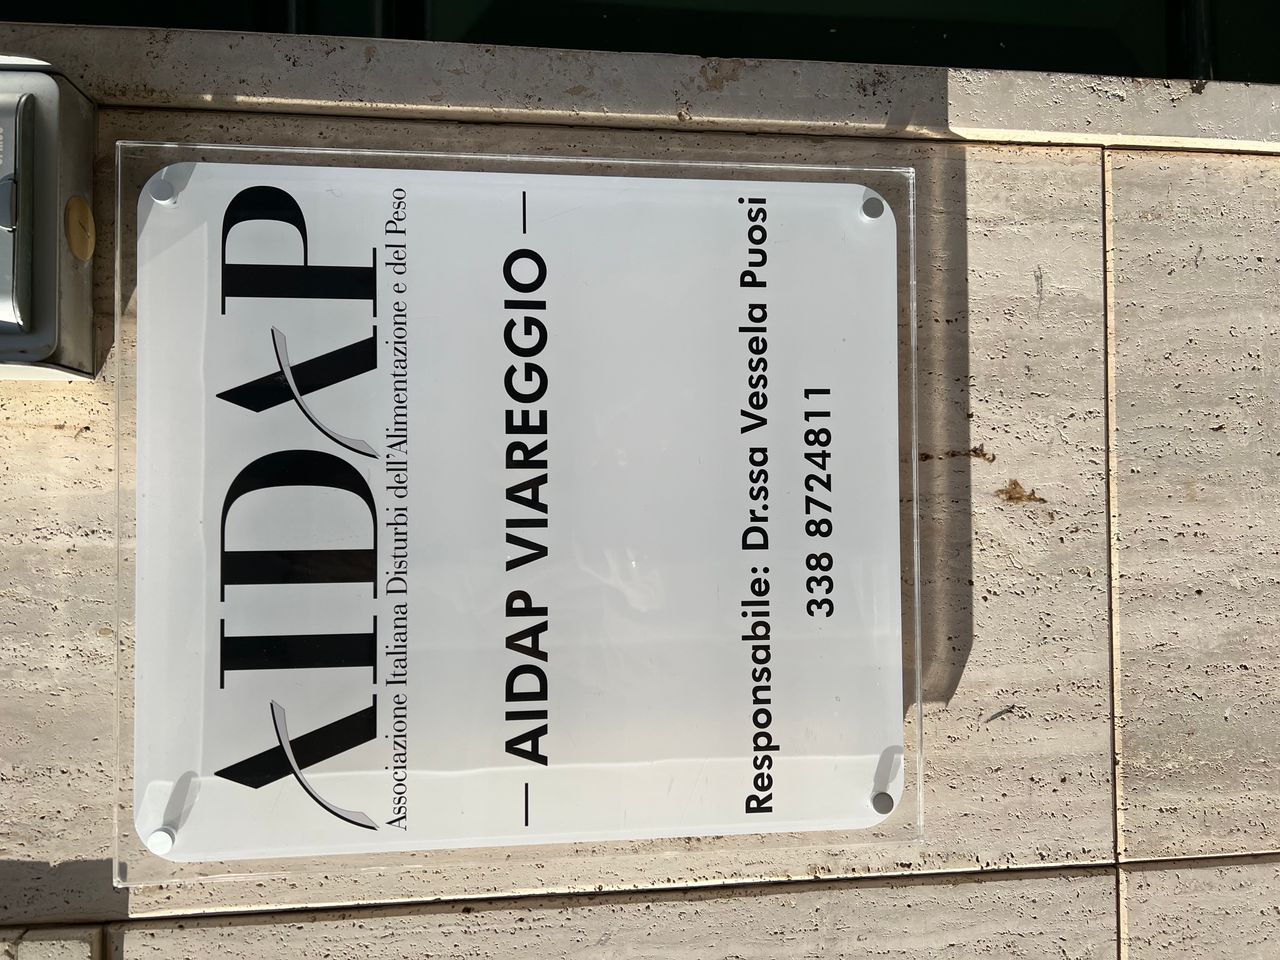 AIDAP
Associazione Italiana Disturbi dell'Alimentazione e del Peso
— AIDAP VIAREGGIO —
Responsabile: Dr.ssa Vessela Puosi
338 8724811